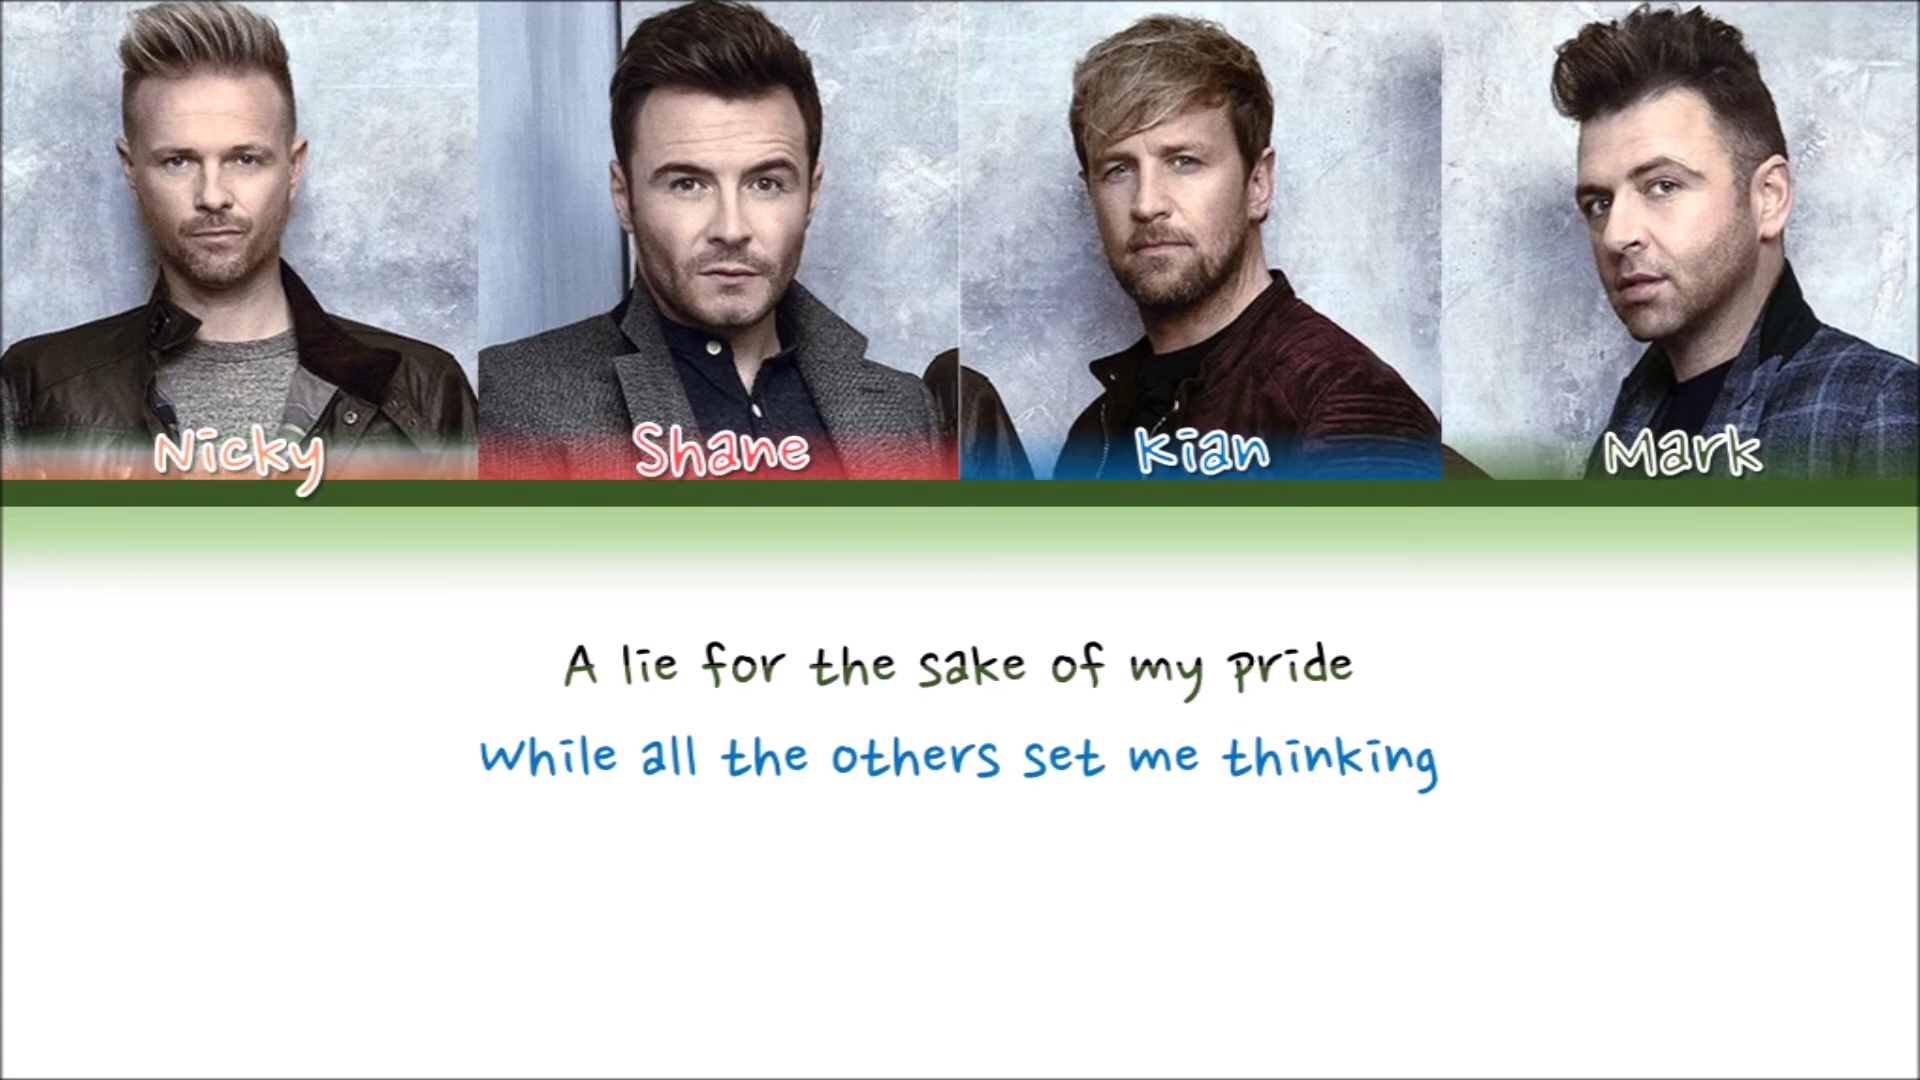 Nicky Shane Kian Mark
A lie for the sake of my pride
While all the others set me thinking